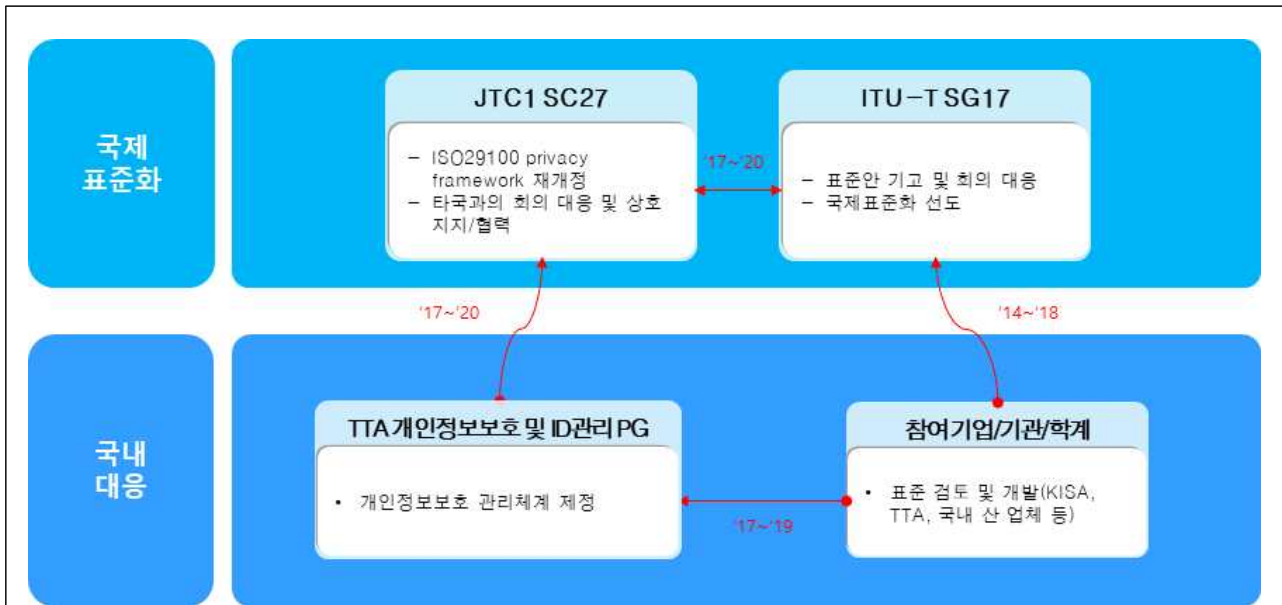 국제
표준화
JTC1 SC27
– ISO29100 privacy
framework 재개정
– 타국과의 회의 대응 및 상호
지지/협력
'17~'20
ITU-T SG17
– 표준안 기고 및 회의 대응
– 국제표준화 선도
'17~'20
'14~'18
국내
대응
TTA 개인정보보호 및 ID관리 PG
• 개인정보보호 관리체계 제정
'17~'19
참여기업/기관/학계
• 표준 검토 및 개발(KISA,
TTA, 국내 산 업체 등)